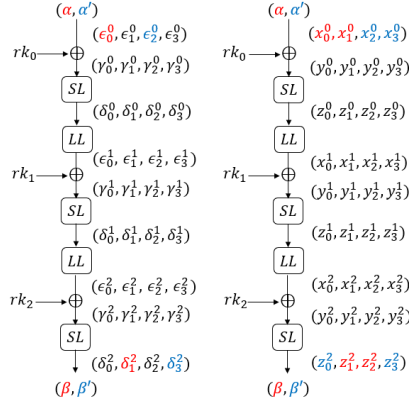 (α, α′)
(ϵ₀⁰, ϵ₁⁰, ϵ₂⁰, ϵ₃⁰)
rk₀
(γ₀⁰, γ₁⁰, γ₂⁰, γ₃⁰)
SL
(δ₀⁰, δ₁⁰, δ₂⁰, δ₃⁰)
LL
(ϵ₀¹, ϵ₁¹, ϵ₂¹, ϵ₃¹)
rk₁
(γ₀¹, γ₁¹, γ₂¹, γ₃¹)
SL
(δ₀¹, δ₁¹, δ₂¹, δ₃¹)
LL
(ϵ₀², ϵ₁², ϵ₂², ϵ₃²)
rk₂
(γ₀², γ₁², γ₂², γ₃²)
SL
(δ₀², δ₁², δ₂², δ₃²)
(β, β′)
(α, α′)
(x₀⁰, x₁⁰, x₂⁰, x₃⁰)
rk₀
(y₀⁰, y₁⁰, y₂⁰, y₃⁰)
SL
(z₀⁰, z₁⁰, z₂⁰, z₃⁰)
LL
(x₀¹, x₁¹, x₂¹, x₃¹)
rk₁
(y₀¹, y₁¹, y₂¹, y₃¹)
SL
(z₀¹, z₁¹, z₂¹, z₃¹)
LL
(x₀², x₁², x₂², x₃²)
rk₂
(y₀², y₁², y₂², y₃²)
SL
(z₀², z₁², z₂², z₃²)
(β, β′)